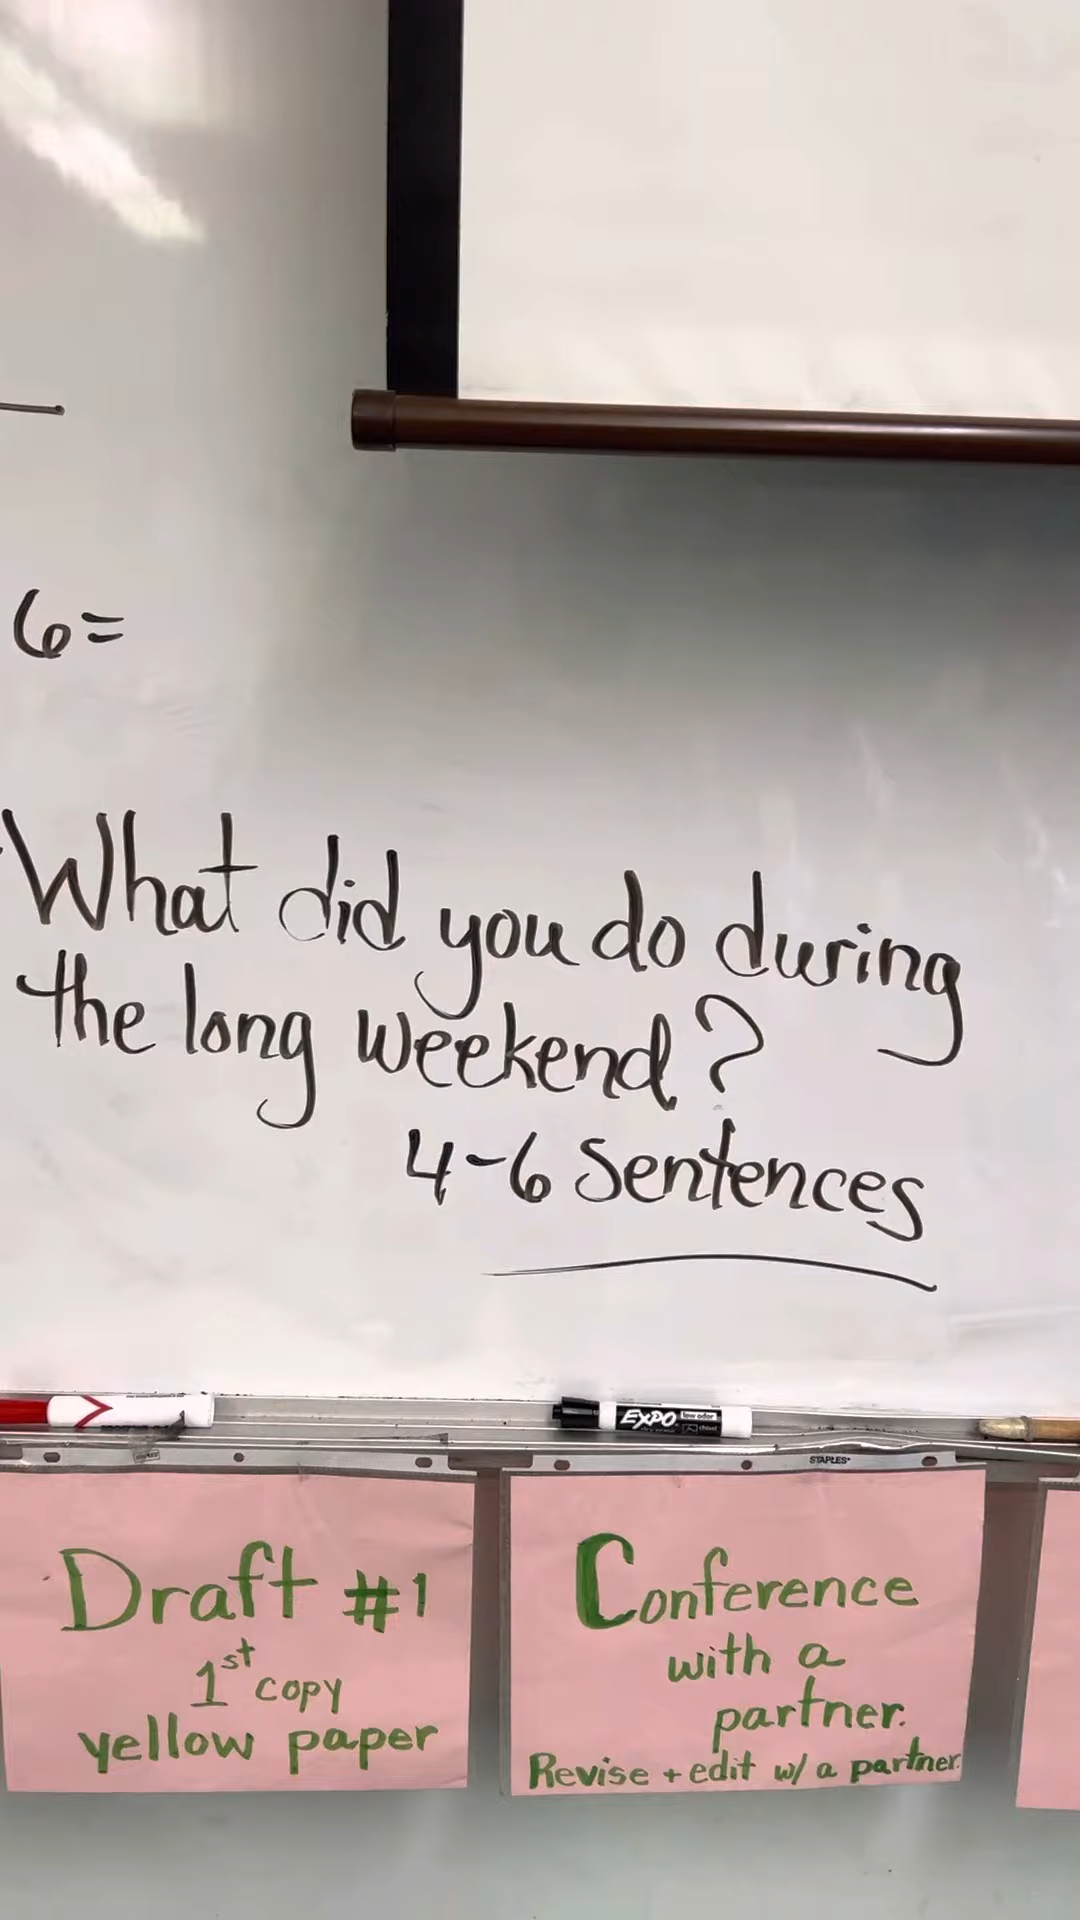 6=
What did you do during
the long weekend?
4-6 Sentences
EXPO
low odor
chisel
STAPLES
Draft #1
1st copy
yellow paper
Conference
with a
partner.
Revise + edit w/ a partner.